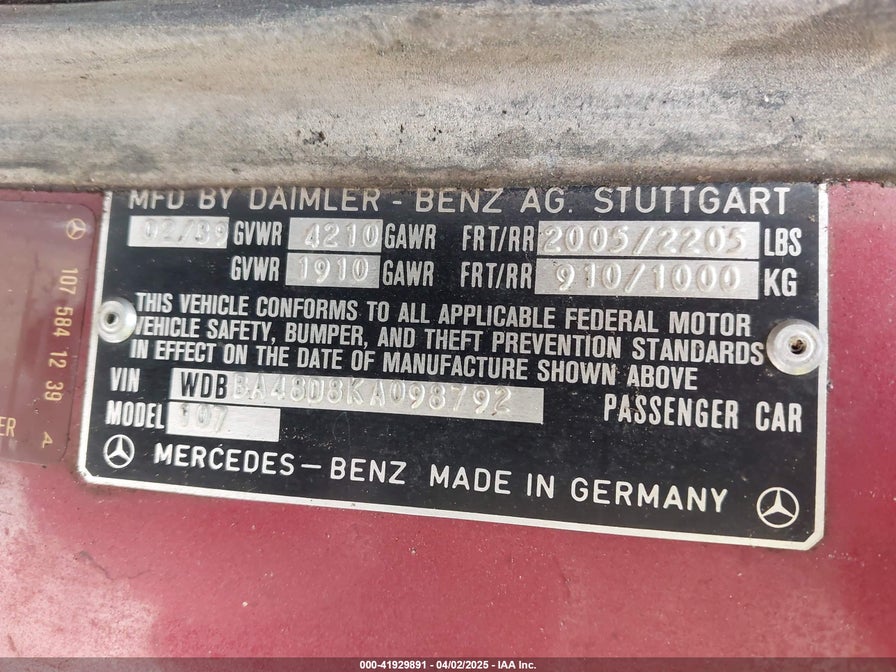 MFD BY DAIMLER - BENZ AG. STUTTGART
02/89 GVWR 4210 GAWR FRT/RR 2005/2205 LBS
GVWR 1910 GAWR FRT/RR 910/1000 KG
THIS VEHICLE CONFORMS TO ALL APPLICABLE FEDERAL MOTOR
VEHICLE SAFETY, BUMPER, AND THEFT PREVENTION STANDARDS
IN EFFECT ON THE DATE OF MANUFACTURE SHOWN ABOVE
VIN WDBBA48D8KA098792
MODEL 107 PASSENGER CAR
MERCEDES - BENZ MADE IN GERMANY
107 584 12 39 A
ER
000-41929891 - 04/02/2025 - IAA Inc.